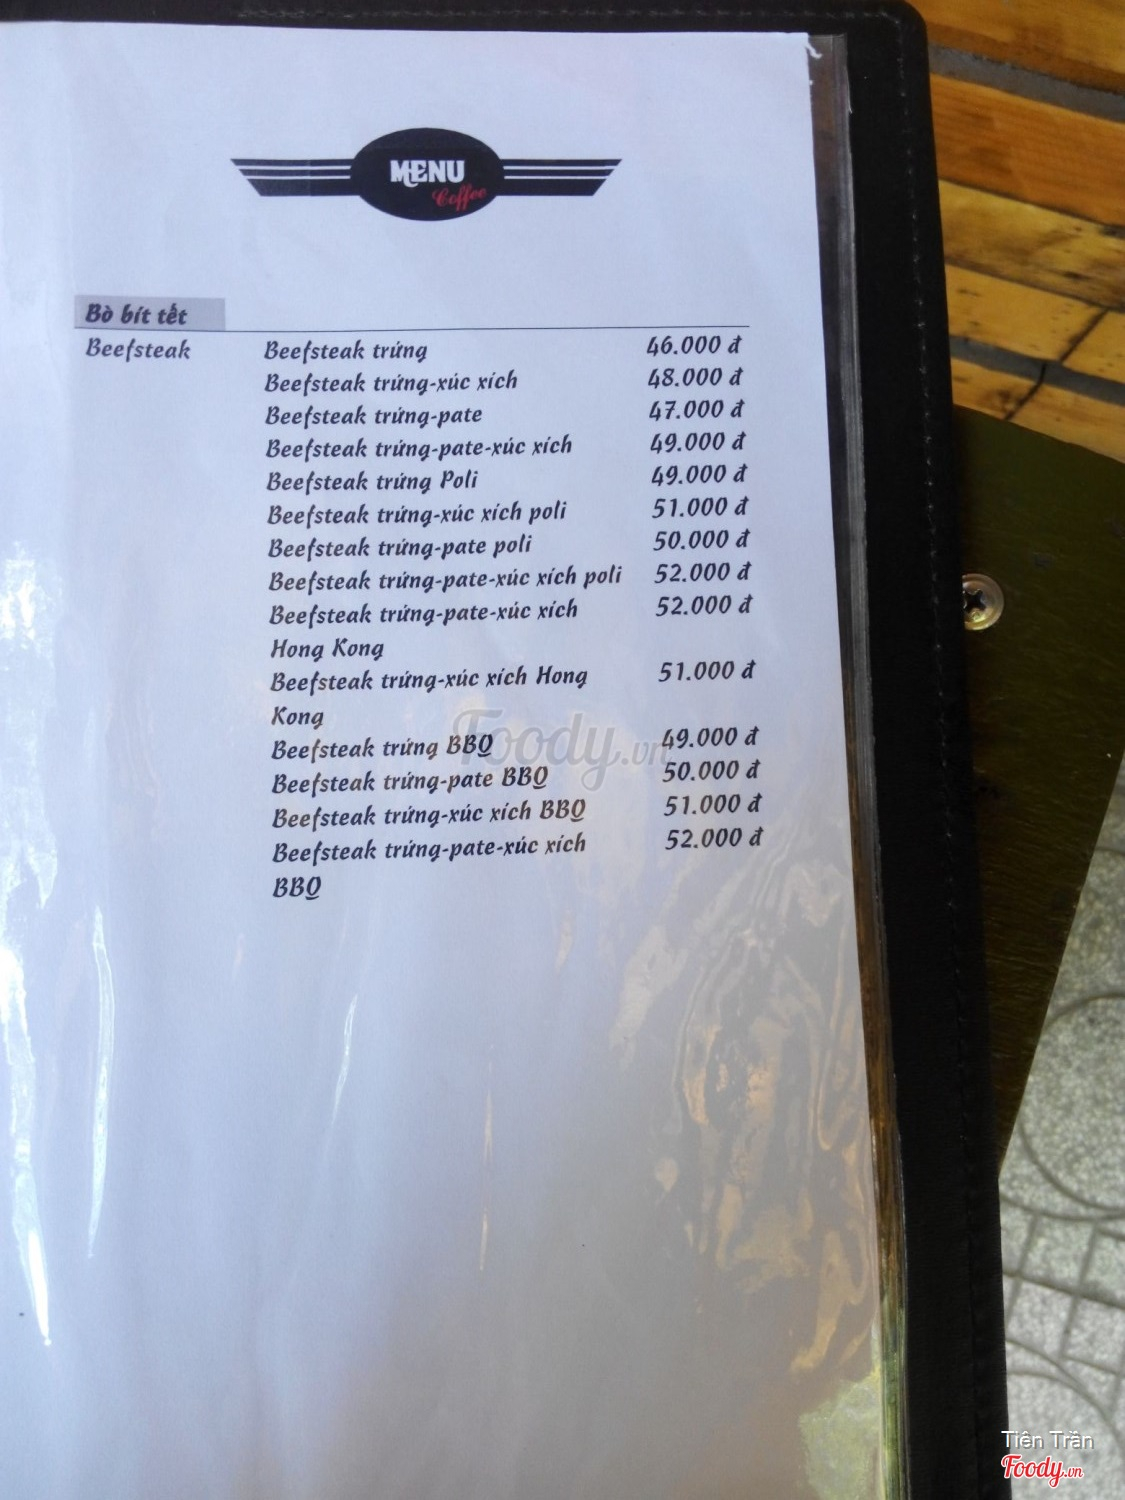 MENU
Coffee
Bò bít tết
Beefsteak Beefsteak trứng 46.000 đ
Beefsteak trứng-xúc xích 48.000 đ
Beefsteak trứng-pate 47.000 đ
Beefsteak trứng-pate-xúc xích 49.000 đ
Beefsteak trứng Poli 49.000 đ
Beefsteak trứng-xúc xích poli 51.000 đ
Beefsteak trứng-pate poli 50.000 đ
Beefsteak trứng-pate-xúc xích poli 52.000 đ
Beefsteak trứng-pate-xúc xích 52.000 đ
Hong Kong
Beefsteak trứng-xúc xích Hong 51.000 đ
Kong
Beefsteak trứng BBQ 49.000 đ
Beefsteak trứng-pate BBQ 50.000 đ
Beefsteak trứng-xúc xích BBQ 51.000 đ
Beefsteak trứng-pate-xúc xích 52.000 đ
BBQ
Foody.vn
Tiên Trần
Foody.vn